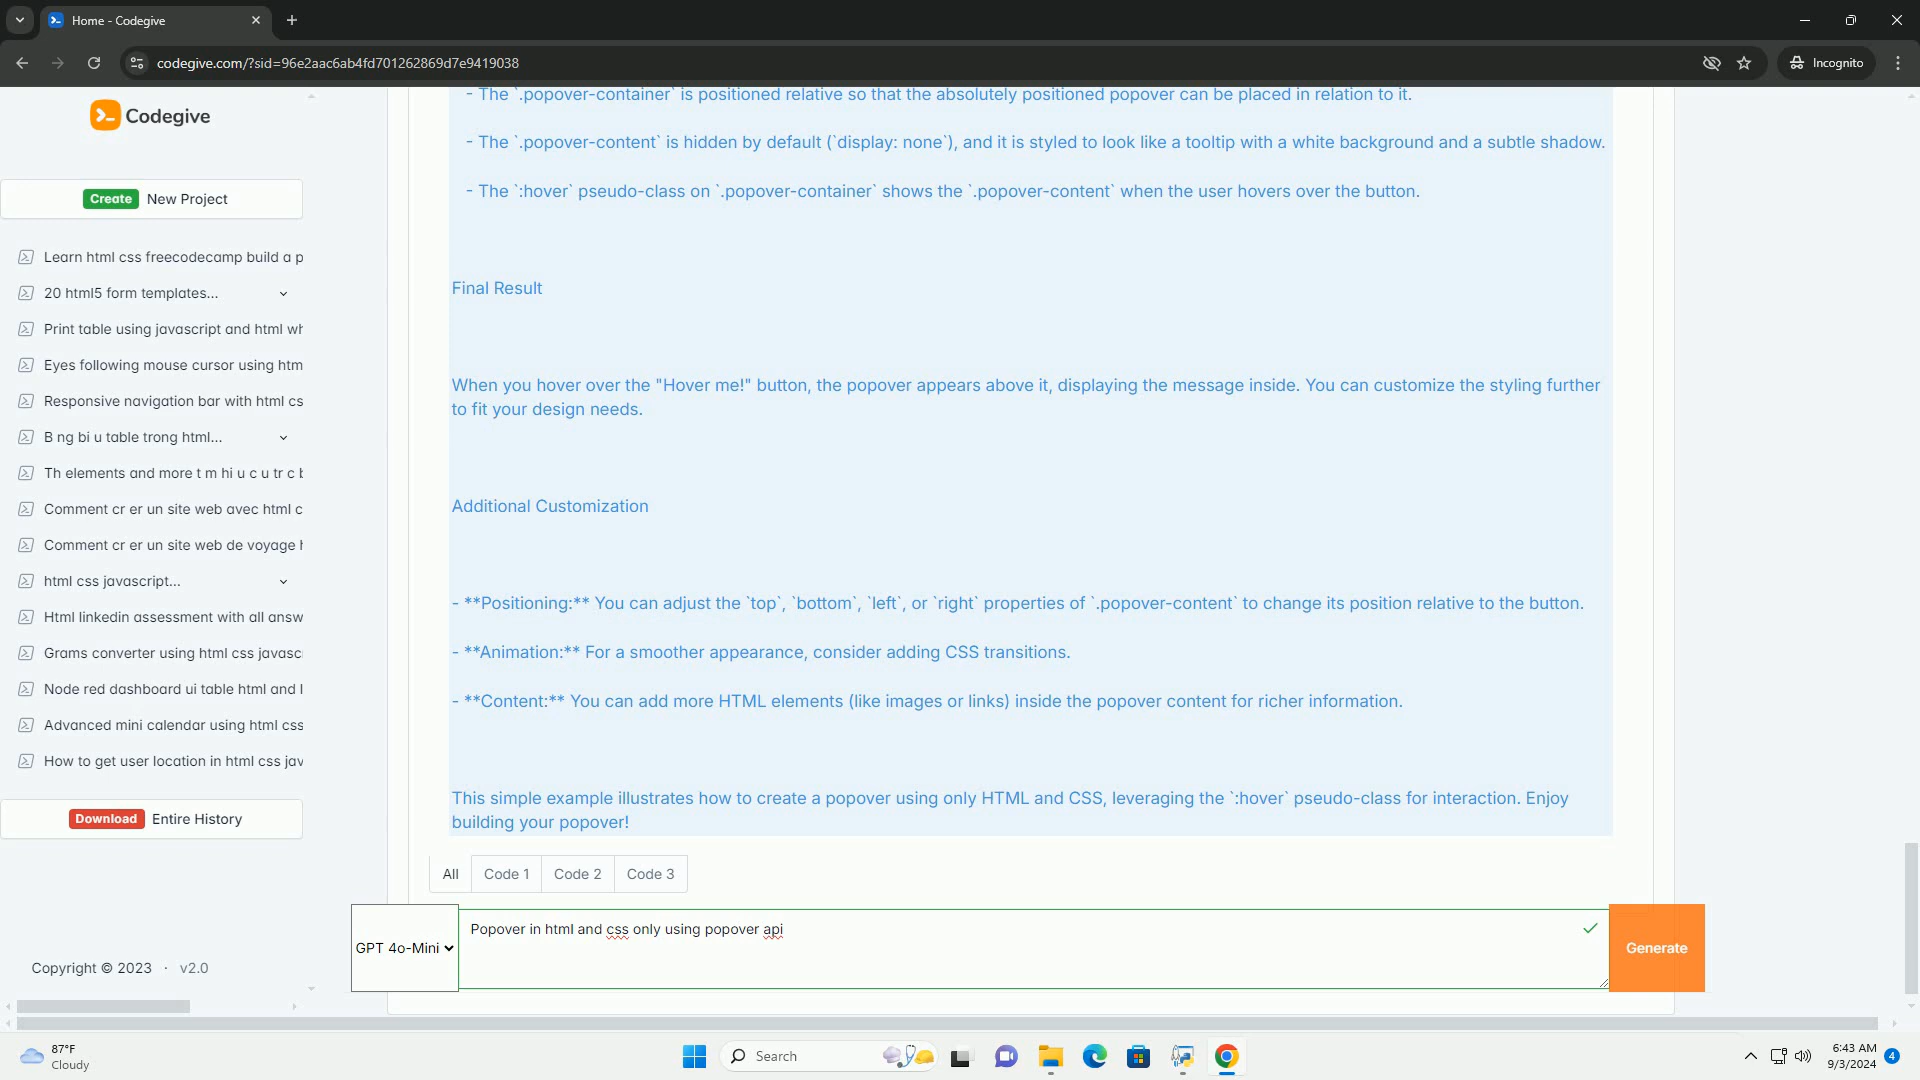 Home - Codegive
codegive.com/?sid=96e2aac6ab4fd701262869d7e9419038
Incognito
Codegive
Create New Project
Learn html css freecodecamp build a p
20 html5 form templates...
Print table using javascript and html wh
Eyes following mouse cursor using htm
Responsive navigation bar with html cs
B ng bi u table trong html...
Th elements and more t m hi u c u tr c b
Comment cr er un site web avec html c
Comment cr er un site web de voyage h
html css javascript...
Html linkedin assessment with all answ
Grams converter using html css javasc
Node red dashboard ui table html and l
Advanced mini calendar using html css
How to get user location in html css jav
Download Entire History
Copyright © 2023 · v2.0
- The `.popover-container` is positioned relative so that the absolutely positioned popover can be placed in relation to it.
- The `.popover-content` is hidden by default (`display: none`), and it is styled to look like a tooltip with a white background and a subtle shadow.
- The `:hover` pseudo-class on `.popover-container` shows the `.popover-content` when the user hovers over the button.
Final Result
When you hover over the "Hover me!" button, the popover appears above it, displaying the message inside. You can customize the styling further
to fit your design needs.
Additional Customization
- **Positioning:** You can adjust the `top`, `bottom`, `left`, or `right` properties of `.popover-content` to change its position relative to the button.
- **Animation:** For a smoother appearance, consider adding CSS transitions.
- **Content:** You can add more HTML elements (like images or links) inside the popover content for richer information.
This simple example illustrates how to create a popover using only HTML and CSS, leveraging the `:hover` pseudo-class for interaction. Enjoy
building your popover!
All Code 1 Code 2 Code 3
GPT 4o-Mini
Popover in html and css only using popover api
Generate
87°F
Cloudy
Search
6:43 AM
9/3/2024
4